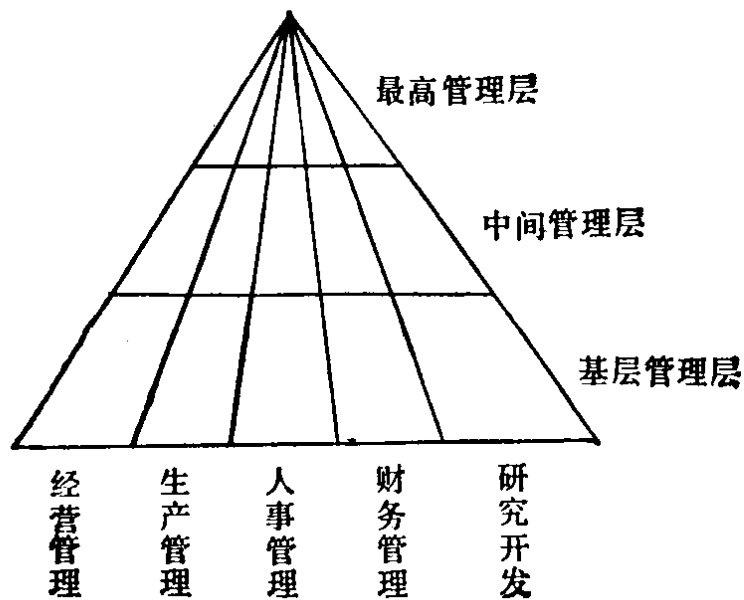 最高管理层
中间管理层
基层管理层
经营管理
生产管理
人事管理
财务管理
研究开发